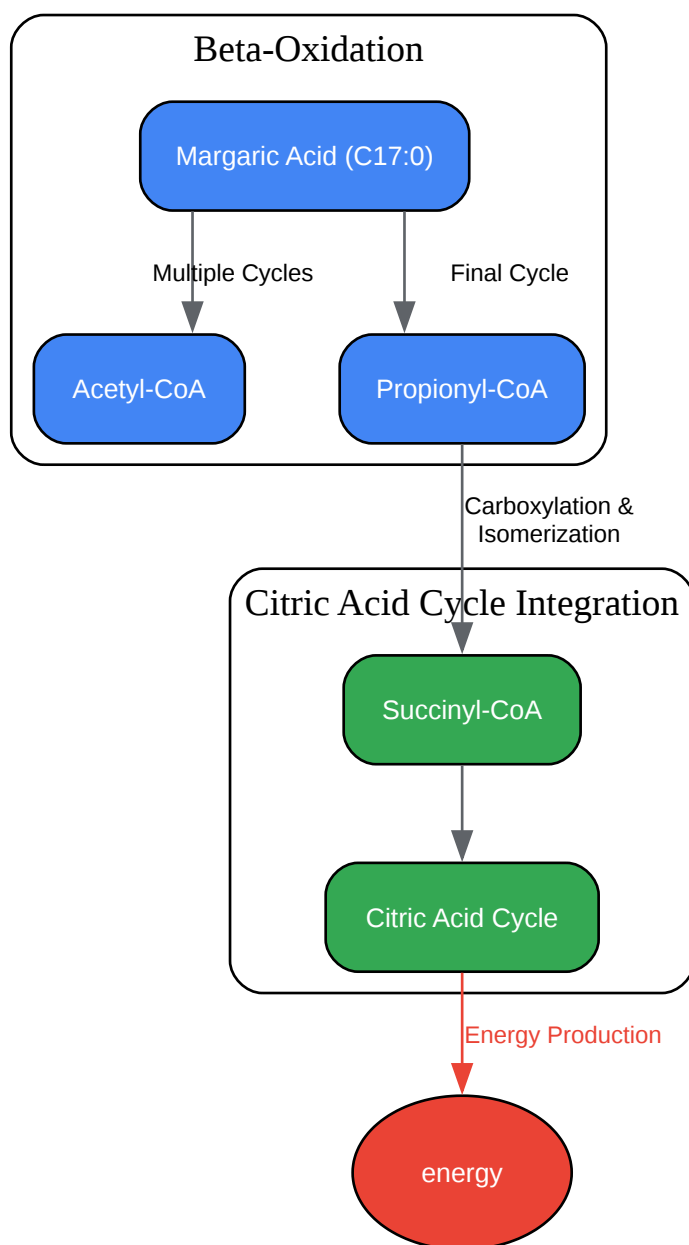 Beta-Oxidation
Margaric Acid (C17:0)
Multiple Cycles
Final Cycle
Acetyl-CoA
Propionyl-CoA
Carboxylation &
Isomerization
Citric Acid Cycle Integration
Succinyl-CoA
Citric Acid Cycle
Energy Production
energy